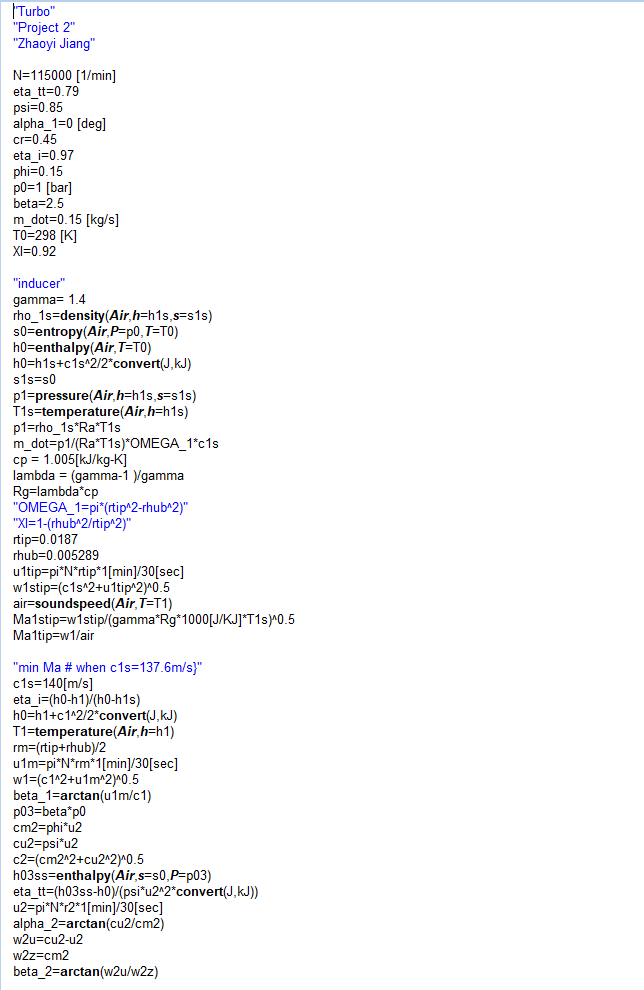 "Turbo"
"Project 2"
"Zhaoyi Jiang"
N=115000 [1/min]
eta_tt=0.79
psi=0.85
alpha_1=0 [deg]
cr=0.45
eta_i=0.97
phi=0.15
p0=1 [bar]
beta=2.5
m_dot=0.15 [kg/s]
T0=298 [K]
XI=0.92
"inducer"
gamma= 1.4
rho_1s=density(Air,h=h1s,s=s1s)
s0=entropy(Air,P=p0,T=T0)
h0=enthalpy(Air,T=T0)
h0=h1s+c1s^2/2*convert(J,kJ)
s1s=s0
p1=pressure(Air,h=h1s,s=s1s)
T1s=temperature(Air,h=h1s)
p1=rho_1s*Ra*T1s
m_dot=p1/(Ra*T1s)*OMEGA_1*c1s
cp = 1.005[kJ/kg-K]
lambda = (gamma-1 )/gamma
Rg=lambda*cp
"OMEGA_1=pi*(rtip^2-rhub^2)"
"XI=1-(rhub^2/rtip^2)"
rtip=0.0187
rhub=0.005289
u1tip=pi*N*rtip*1[min]/30[sec]
w1stip=(c1s^2+u1tip^2)^0.5
air=soundspeed(Air,T=T1)
Ma1stip=w1stip/(gamma*Rg*1000[J/KJ]*T1s)^0.5
Ma1tip=w1/air
"min Ma # when c1s=137.6m/s}"
c1s=140[m/s]
eta_i=(h0-h1)/(h0-h1s)
h0=h1+c1^2/2*convert(J,kJ)
T1=temperature(Air,h=h1)
rm=(rtip+rhub)/2
u1m=pi*N*rm*1[min]/30[sec]
w1=(c1^2+u1m^2)^0.5
beta_1=arctan(u1m/c1)
p03=beta*p0
cm2=phi*u2
cu2=psi*u2
c2=(cm2^2+cu2^2)^0.5
h03ss=enthalpy(Air,s=s0,P=p03)
eta_tt=(h03ss-h0)/(psi*u2^2*convert(J,kJ))
u2=pi*N*r2*1[min]/30[sec]
alpha_2=arctan(cu2/cm2)
w2u=cu2-u2
w2z=cm2
beta_2=arctan(w2u/w2z)